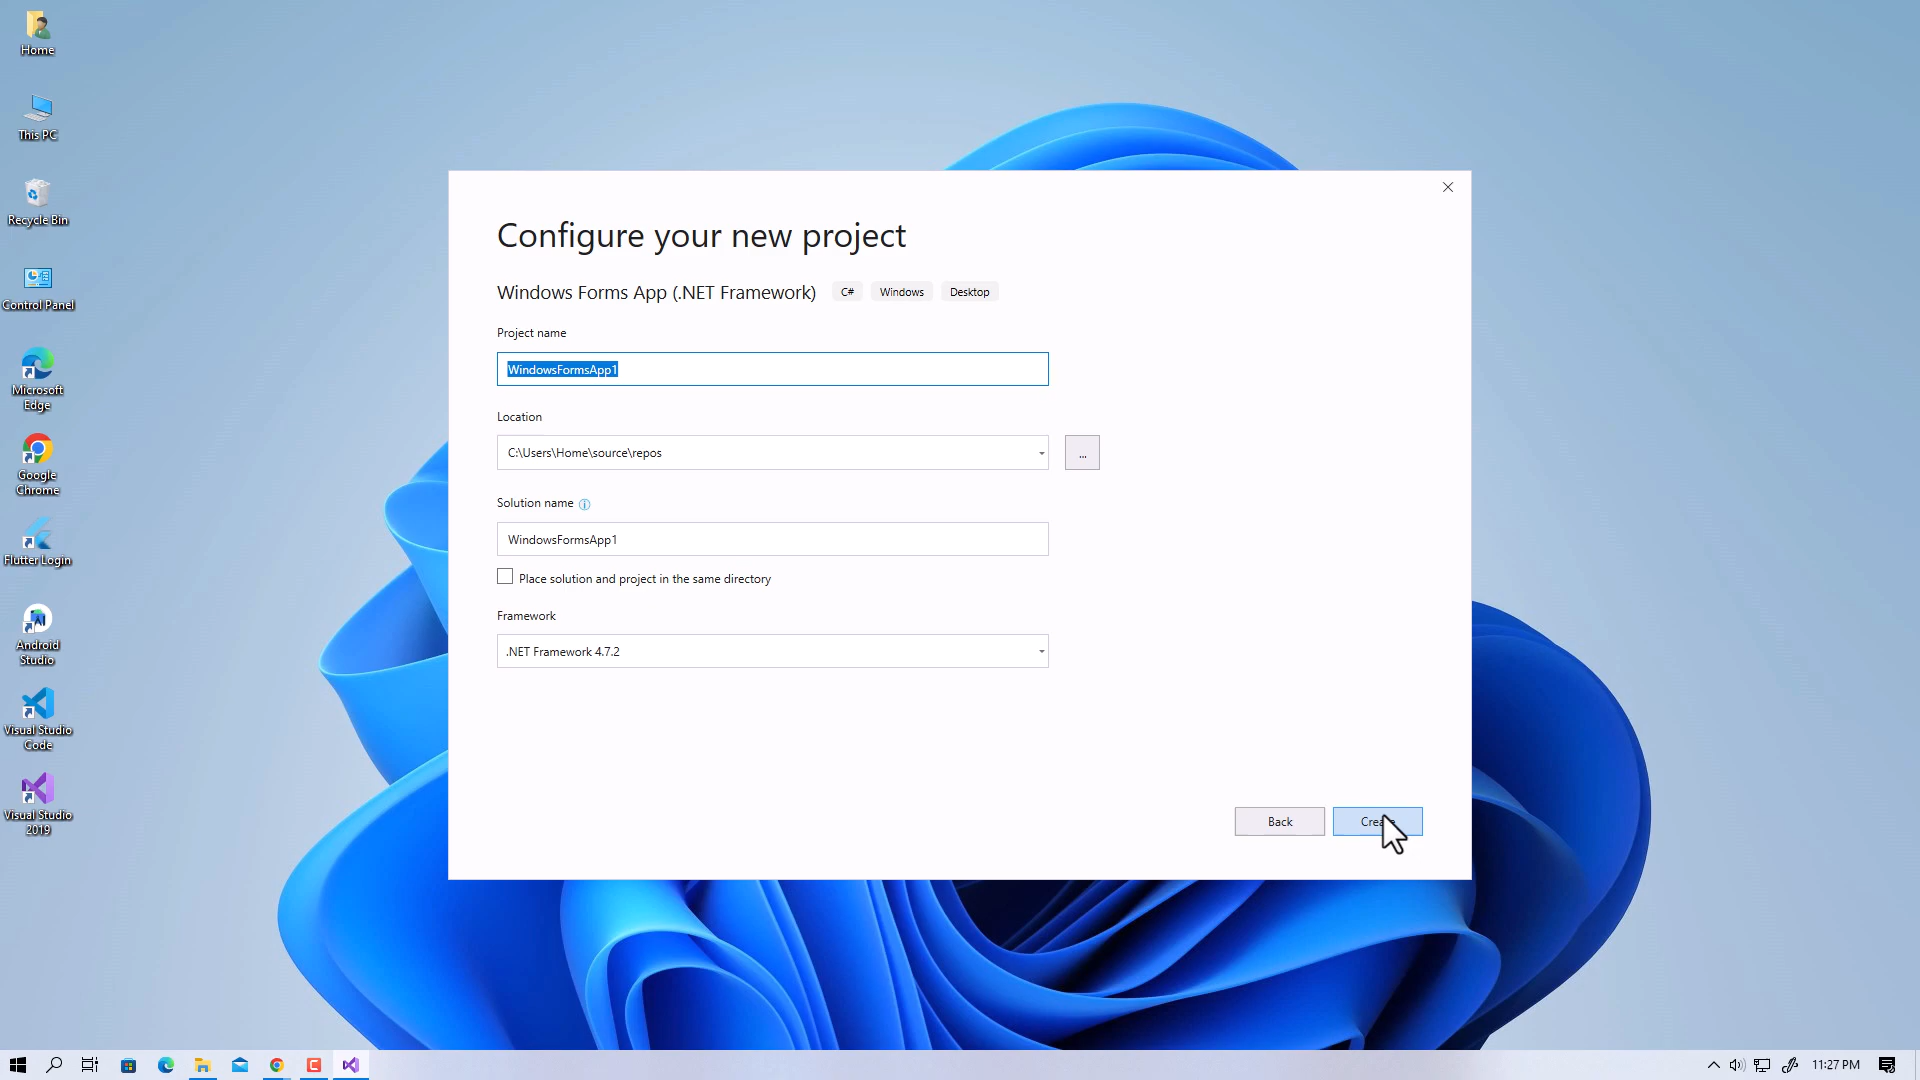 Home
This PC
Recycle Bin
Control Panel
Microsoft
Edge
Google
Chrome
Flutter Login
Android
Studio
Visual Studio
Code
Visual Studio
2019
Configure your new project
Windows Forms App (.NET Framework) C# Windows Desktop
Project name
WindowsFormsApp1
Location
C:\Users\Home\source\repos
...
Solution name
WindowsFormsApp1
Place solution and project in the same directory
Framework
.NET Framework 4.7.2
Back
11:27 PM